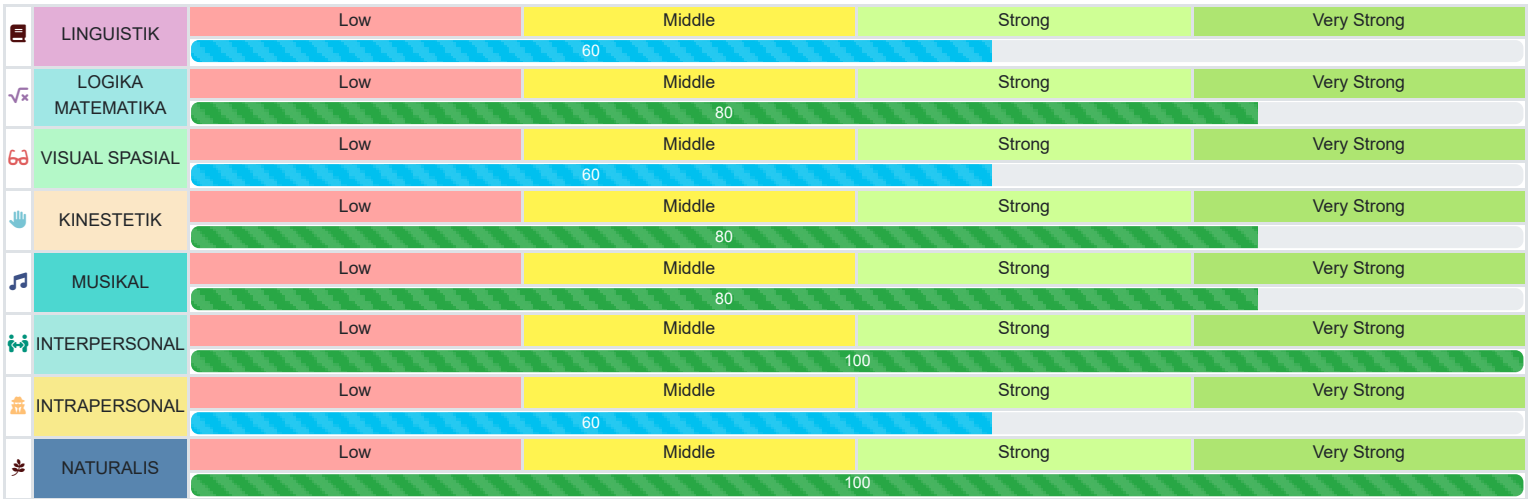 LINGUISTIK
Low Middle Strong Very Strong
60
LOGIKA
MATEMATIKA
Low Middle Strong Very Strong
80
VISUAL SPASIAL
Low Middle Strong Very Strong
60
KINESTETIK
Low Middle Strong Very Strong
80
MUSIKAL
Low Middle Strong Very Strong
80
INTERPERSONAL
Low Middle Strong Very Strong
100
INTRAPERSONAL
Low Middle Strong Very Strong
60
NATURALIS
Low Middle Strong Very Strong
100